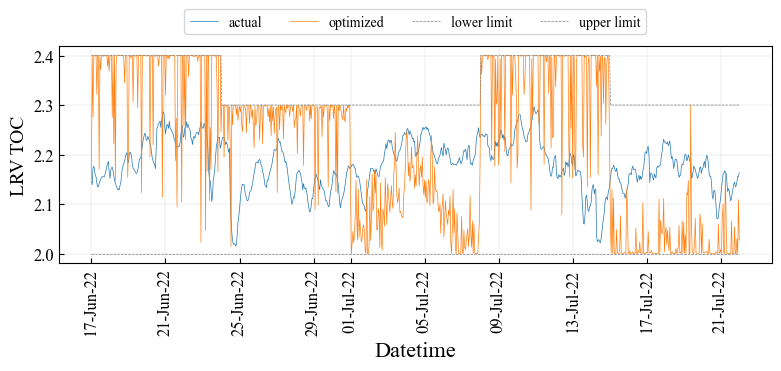 actual optimized lower limit upper limit
2.4
2.3
2.2
2.1
2.0
LRV TOC
17-Jun-22 21-Jun-22 25-Jun-22 29-Jun-22 01-Jul-22 05-Jul-22 09-Jul-22 13-Jul-22 17-Jul-22 21-Jul-22
Datetime